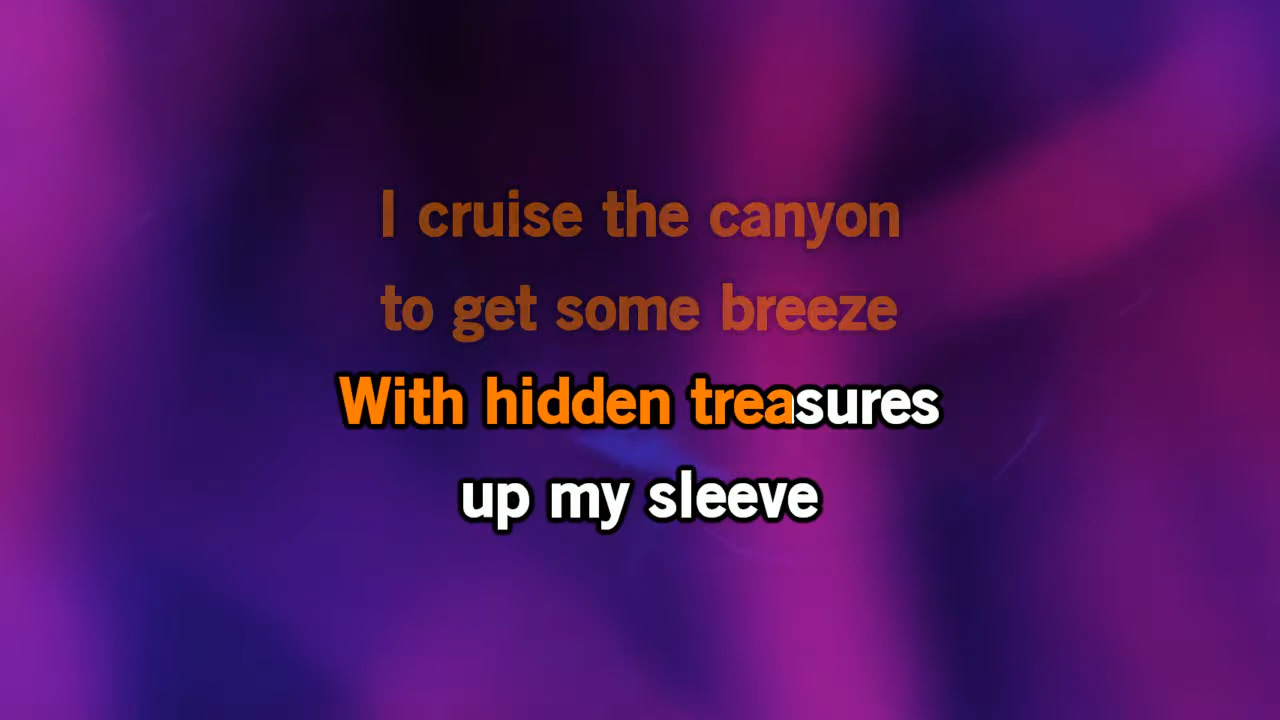 I cruise the canyon
to get some breeze
With hidden treasures
up my sleeve